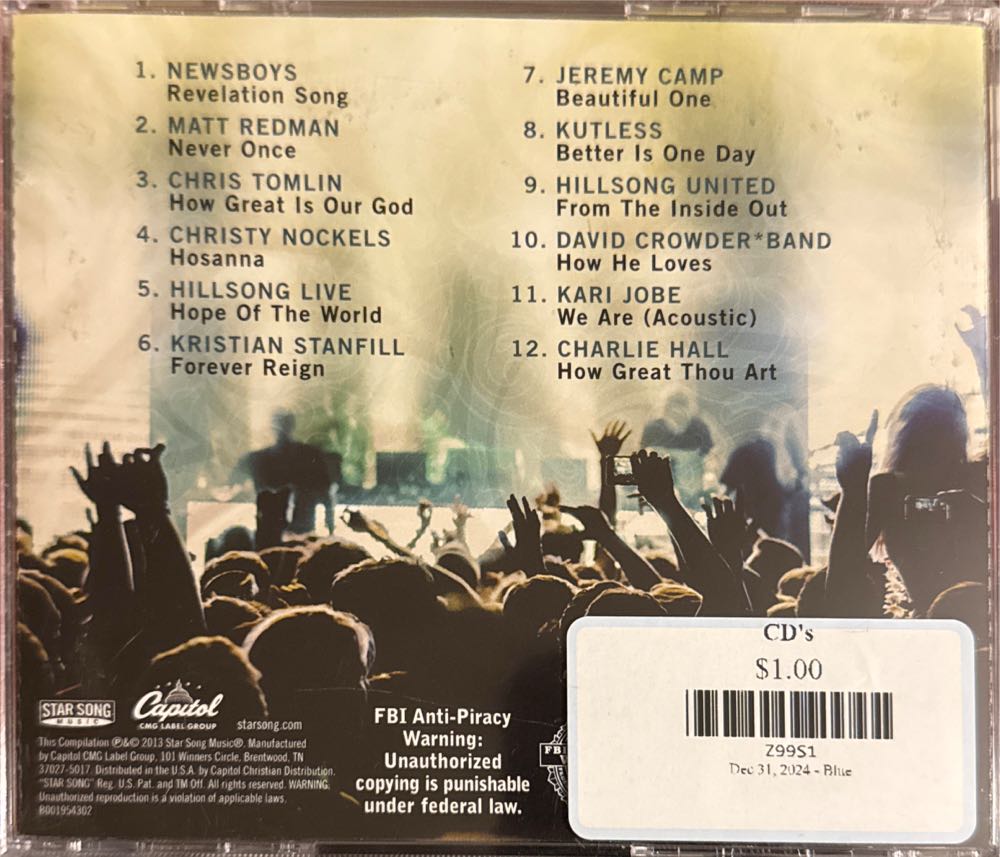 1. NEWSBOYS
Revelation Song
2. MATT REDMAN
Never Once
3. CHRIS TOMLIN
How Great Is Our God
4. CHRISTY NOCKELS
Hosanna
5. HILLSONG LIVE
Hope Of The World
6. KRISTIAN STANFILL
Forever Reign
7. JEREMY CAMP
Beautiful One
8. KUTLESS
Better Is One Day
9. HILLSONG UNITED
From The Inside Out
10. DAVID CROWDER*BAND
How He Loves
11. KARI JOBE
We Are (Acoustic)
12. CHARLIE HALL
How Great Thou Art
STAR SONG
MUSIC
Capitol
CMG LABEL GROUP
starsong.com
This Compilation ℗&© 2013 Star Song Music®. Manufactured
by Capitol CMG Label Group, 101 Winners Circle, Brentwood, TN
37027-5017. Distributed in the U.S.A. by Capitol Christian Distribution.
"STAR SONG" Reg. U.S. Pat. and TM Off. All rights reserved. WARNING:
Unauthorized reproduction is a violation of applicable laws.
B001954302
FBI Anti-Piracy
Warning:
Unauthorized
copying is punishable
under federal law.
FB
CD's
$1.00
Z99S1
Dec 31, 2024 - Blue